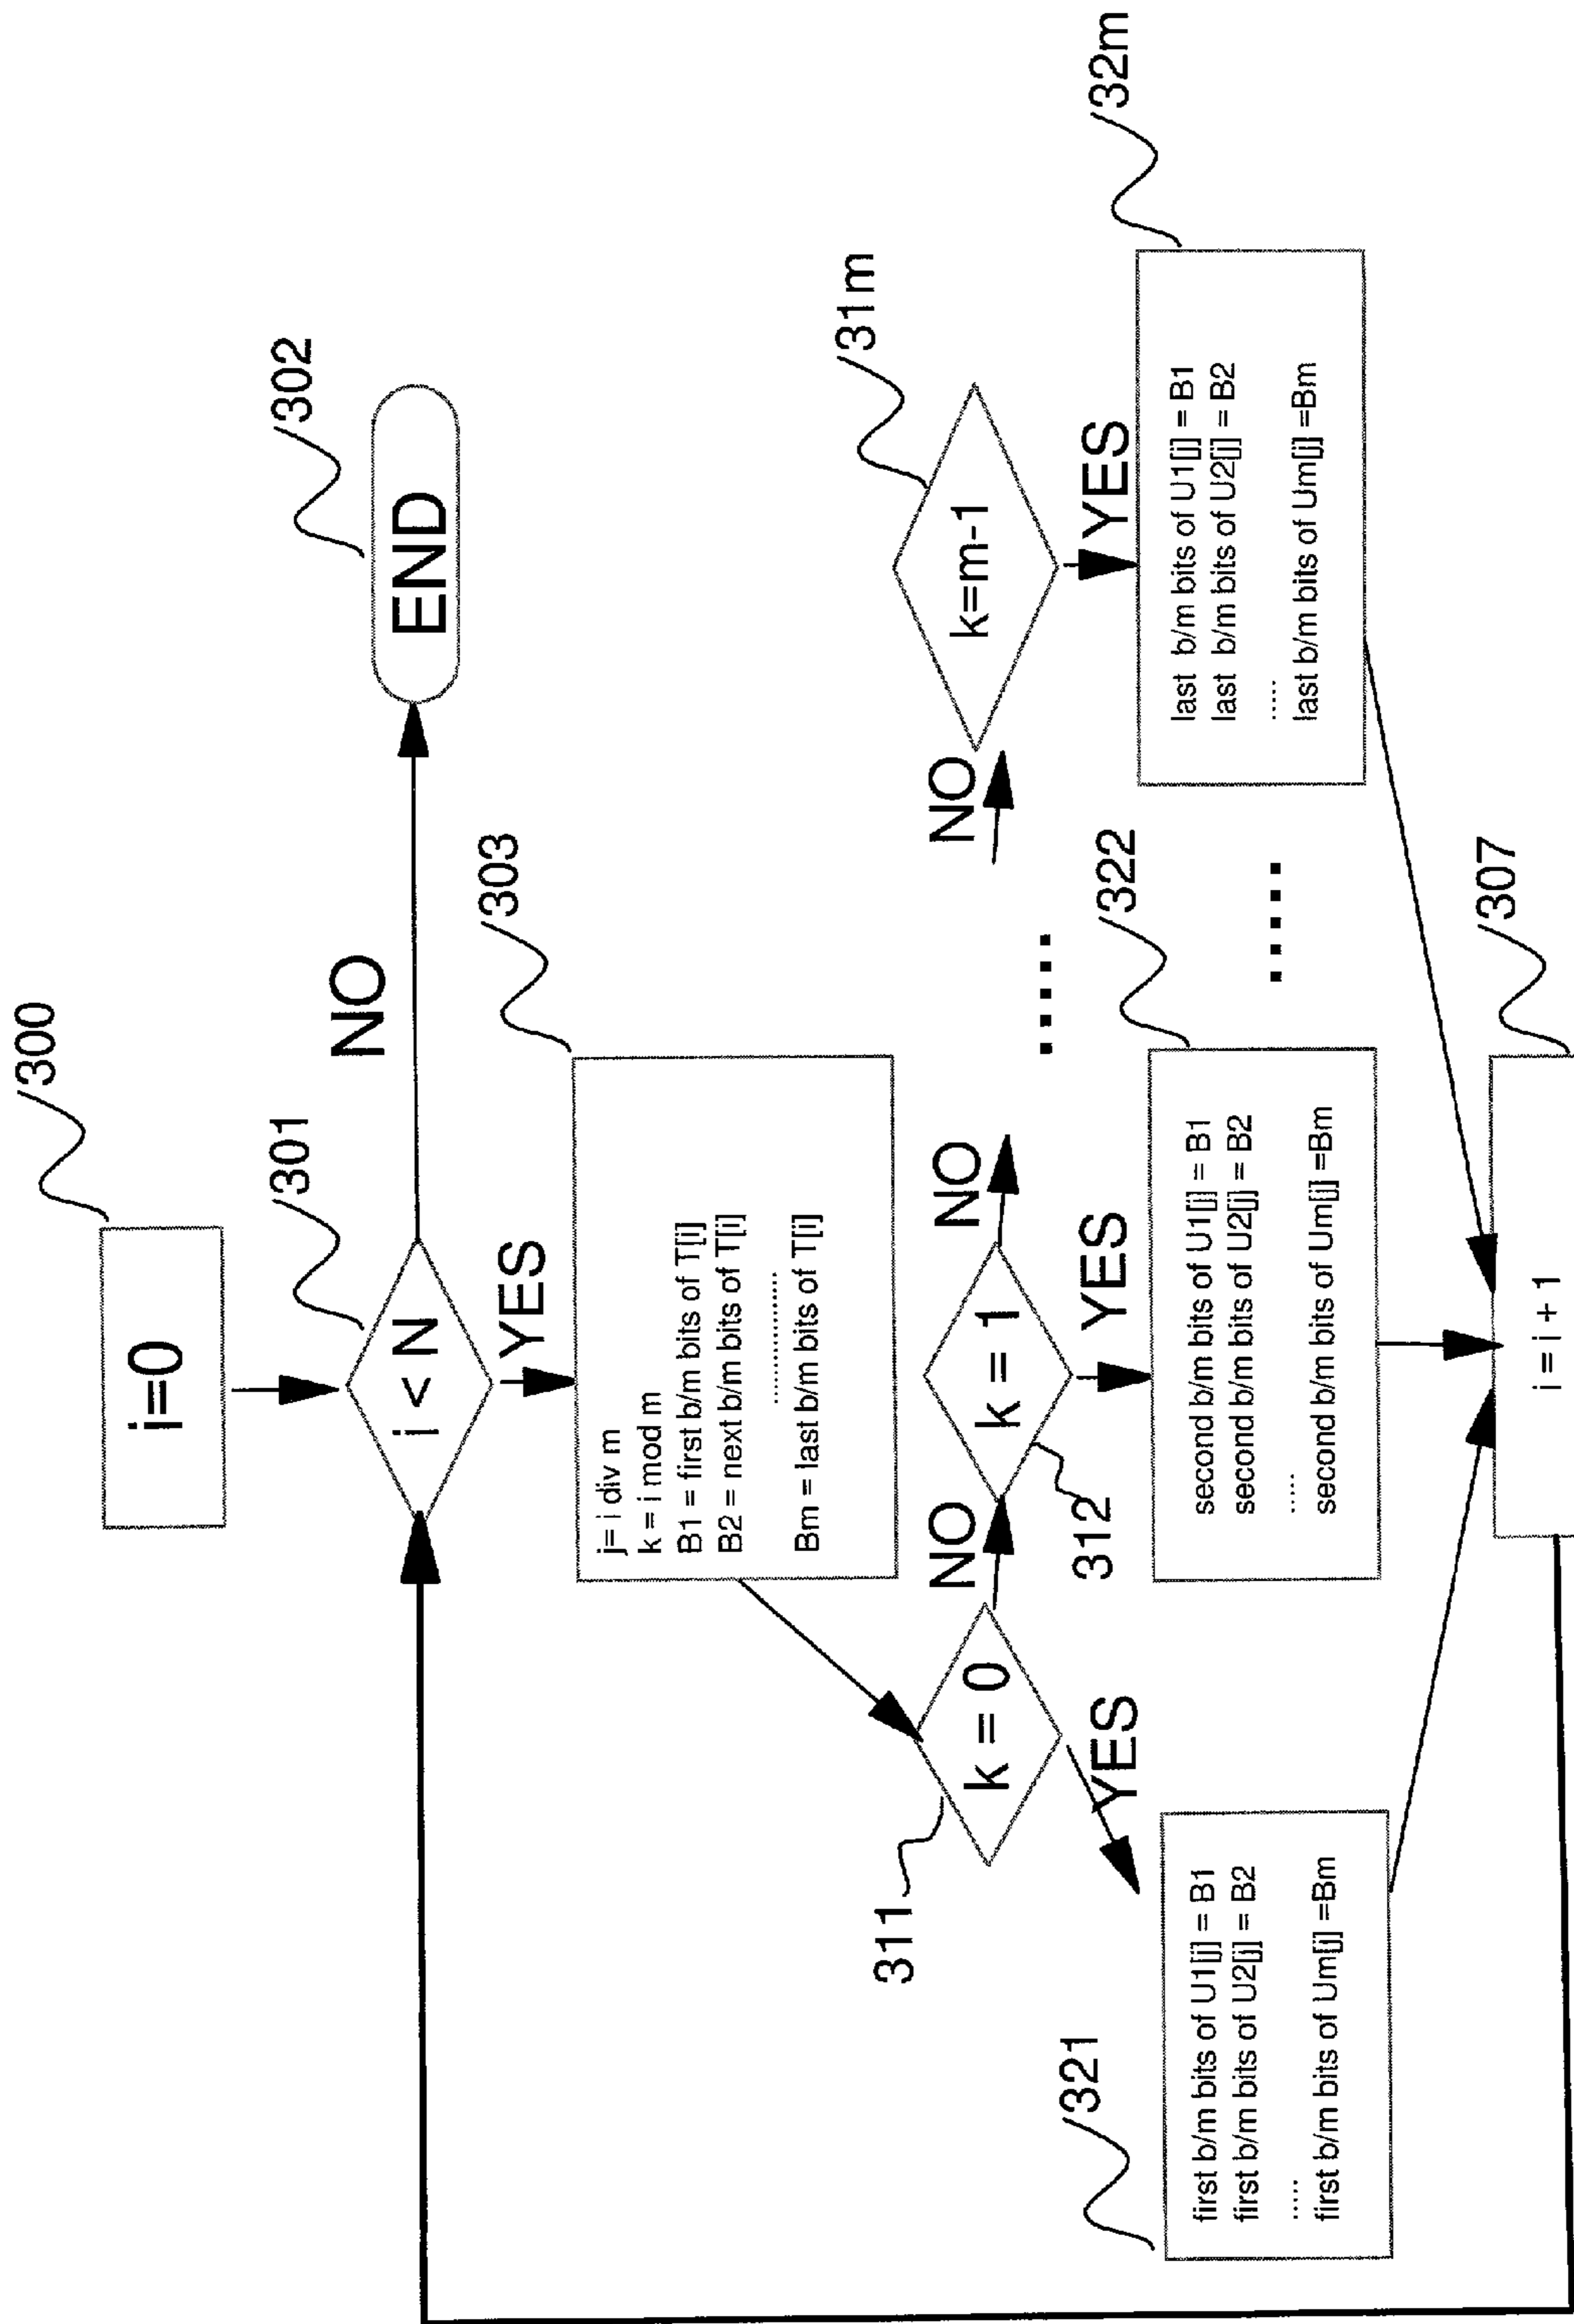 300
i=0
301
i < N
NO
302
END
YES
303
j= i div m
k = i mod m
B1 = first b/m bits of T[i]
B2 = next b/m bits of T[i]
..............
Bm = last b/m bits of T[i]
311
k = 0
NO
312
k = 1
NO
......
NO
31m
k=m-1
YES
YES
YES
321
first b/m bits of U1[j] = B1
first b/m bits of U2[j] = B2
.....
first b/m bits of Um[j] =Bm
322
second b/m bits of U1[j] = B1
second b/m bits of U2[j] = B2
.....
second b/m bits of Um[j] =Bm
.....
32m
last b/m bits of U1[j] = B1
last b/m bits of U2[j] = B2
.....
last b/m bits of Um[j] =Bm
307
i = i + 1